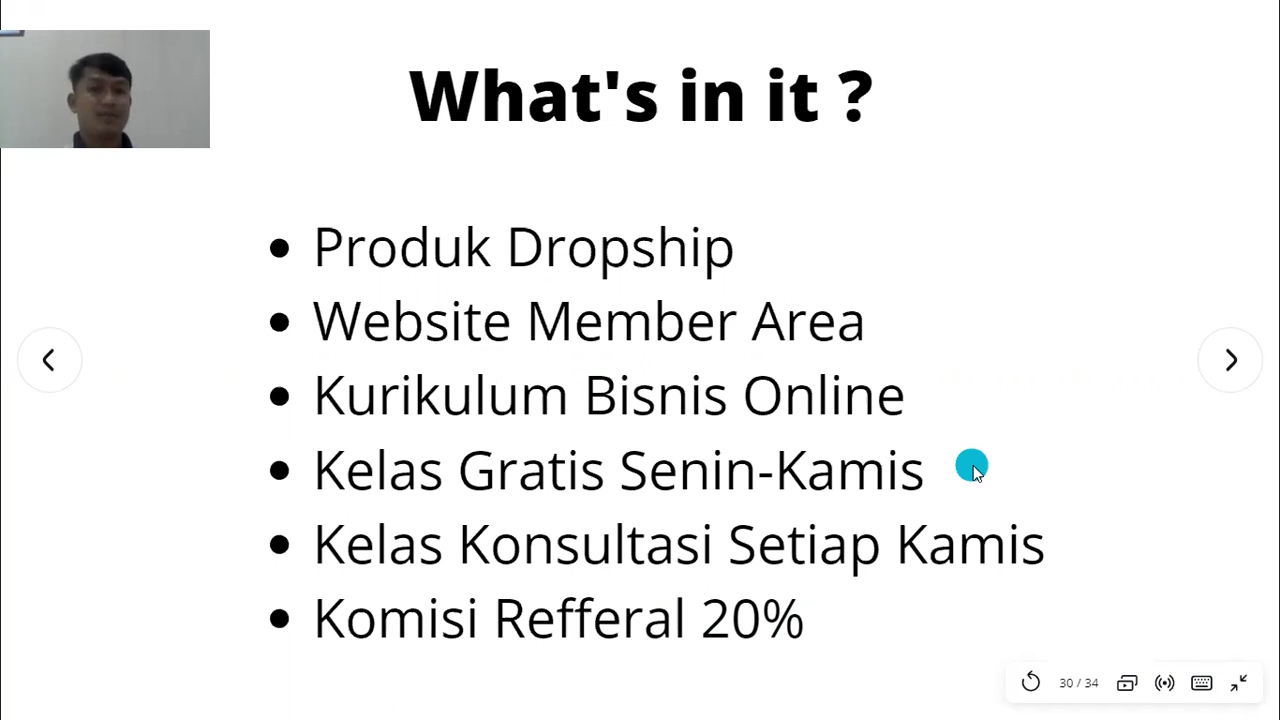 What's in it ?
Produk Dropship
Website Member Area
Kurikulum Bisnis Online
Kelas Gratis Senin-Kamis
Kelas Konsultasi Setiap Kamis
Komisi Refferal 20%
30 / 34